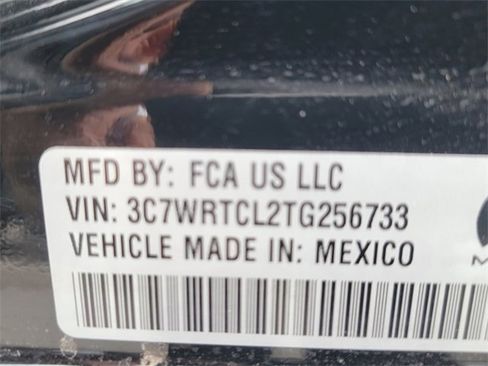 MFD BY: FCA US LLC
VIN: 3C7WRTCL2TG256733
VEHICLE MADE IN: MEXICO